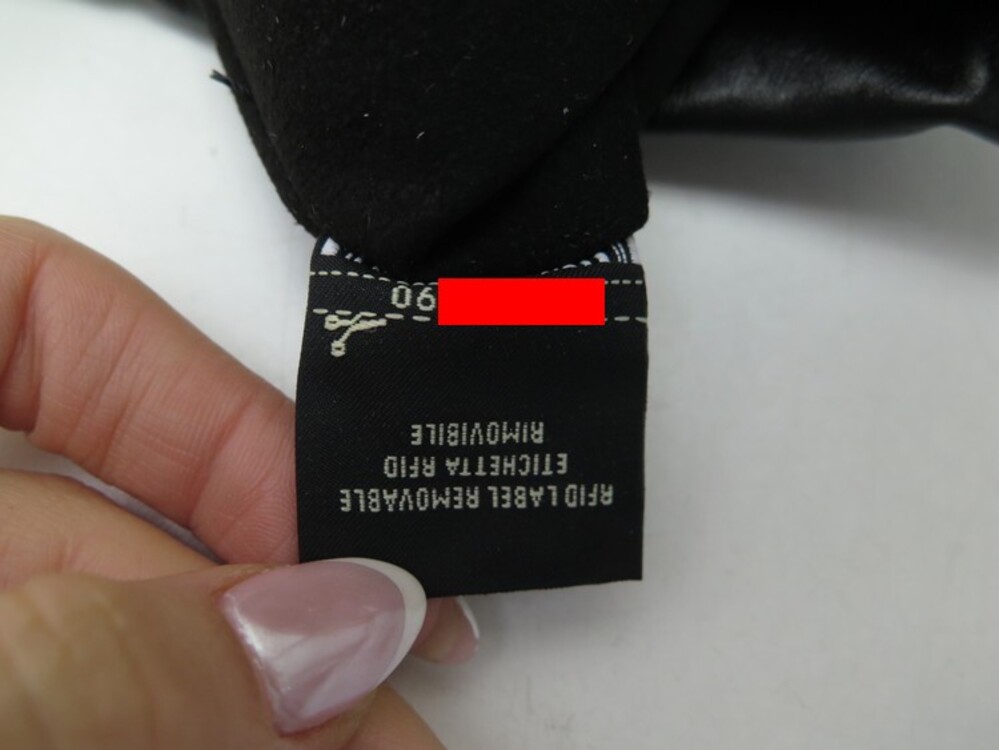 RFID LABEL REMOVABLE
ETICHETTA RFID
RIMOVIBILE